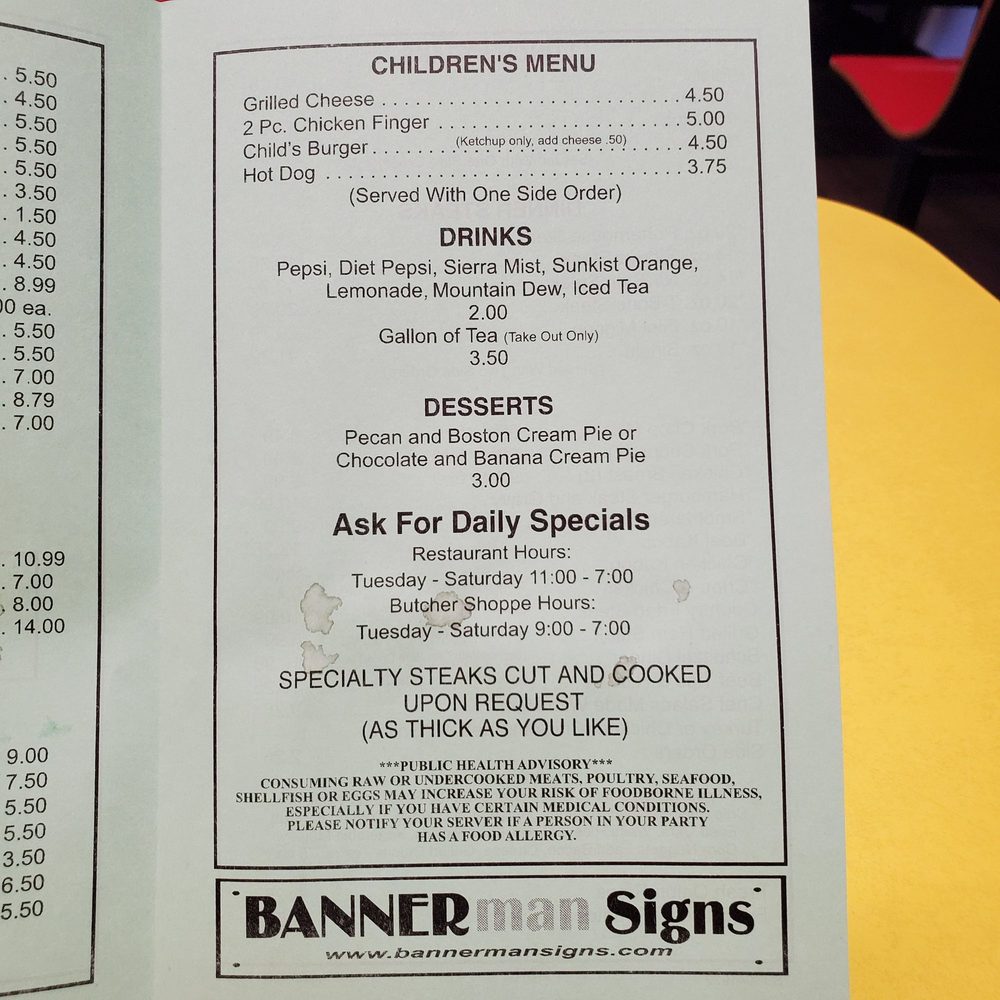 . 5.50
. 4.50
. 5.50
. 5.50
. 5.50
. 3.50
. 1.50
. 4.50
. 4.50
. 8.99
00 ea.
. 5.50
. 5.50
. 7.00
. 8.79
. 7.00
. 10.99
. 7.00
. 8.00
. 14.00
9.00
7.50
5.50
5.50
3.50
6.50
5.50
CHILDREN'S MENU
Grilled Cheese . . . . . . . . . . . . . . . . . . . . . . . . . . . 4.50
2 Pc. Chicken Finger . . . . . . . . . . . . . . . . . . . . . . 5.00
Child's Burger . . . . . (Ketchup only, add cheese .50) . . . . . 4.50
Hot Dog . . . . . . . . . . . . . . . . . . . . . . . . . . . . . . . . 3.75
(Served With One Side Order)
DRINKS
Pepsi, Diet Pepsi, Sierra Mist, Sunkist Orange,
Lemonade, Mountain Dew, Iced Tea
2.00
Gallon of Tea (Take Out Only)
3.50
DESSERTS
Pecan and Boston Cream Pie or
Chocolate and Banana Cream Pie
3.00
Ask For Daily Specials
Restaurant Hours:
Tuesday - Saturday 11:00 - 7:00
Butcher Shoppe Hours:
Tuesday - Saturday 9:00 - 7:00
SPECIALTY STEAKS CUT AND COOKED
UPON REQUEST
(AS THICK AS YOU LIKE)
***PUBLIC HEALTH ADVISORY***
CONSUMING RAW OR UNDERCOOKED MEATS, POULTRY, SEAFOOD,
SHELLFISH OR EGGS MAY INCREASE YOUR RISK OF FOODBORNE ILLNESS,
ESPECIALLY IF YOU HAVE CERTAIN MEDICAL CONDITIONS.
PLEASE NOTIFY YOUR SERVER IF A PERSON IN YOUR PARTY
HAS A FOOD ALLERGY.
BANNERman Signs
www.bannermansigns.com